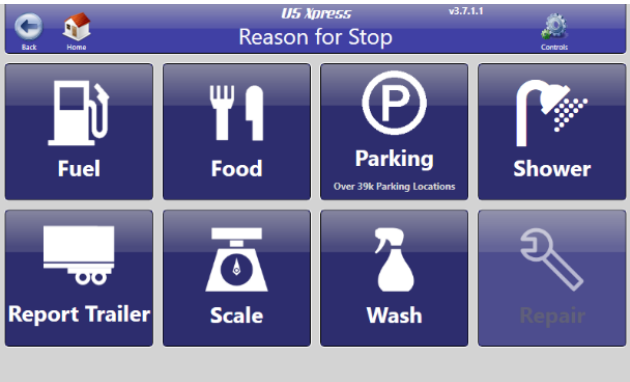 US Xpress
v3.7.1.1
Reason for Stop
Back
Home
Controls
Fuel
Food
P
Parking
Over 39k Parking Locations
Shower
Report Trailer
Scale
Wash
Repair